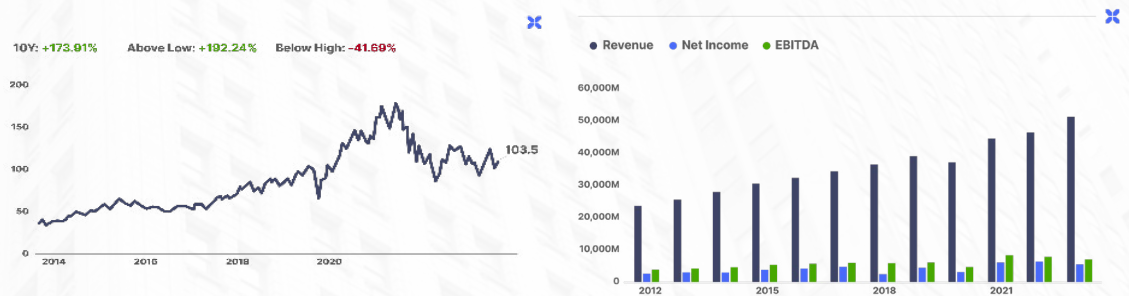 10Y: +173.91% Above Low: +192.24% Below High: -41.69%
200
150
100
50
0
103.5
2014 2016 2018 2020
Revenue Net Income EBITDA
60,000M
50,000M
40,000M
30,000M
20,000M
10,000M
0
2012 2015 2018 2021